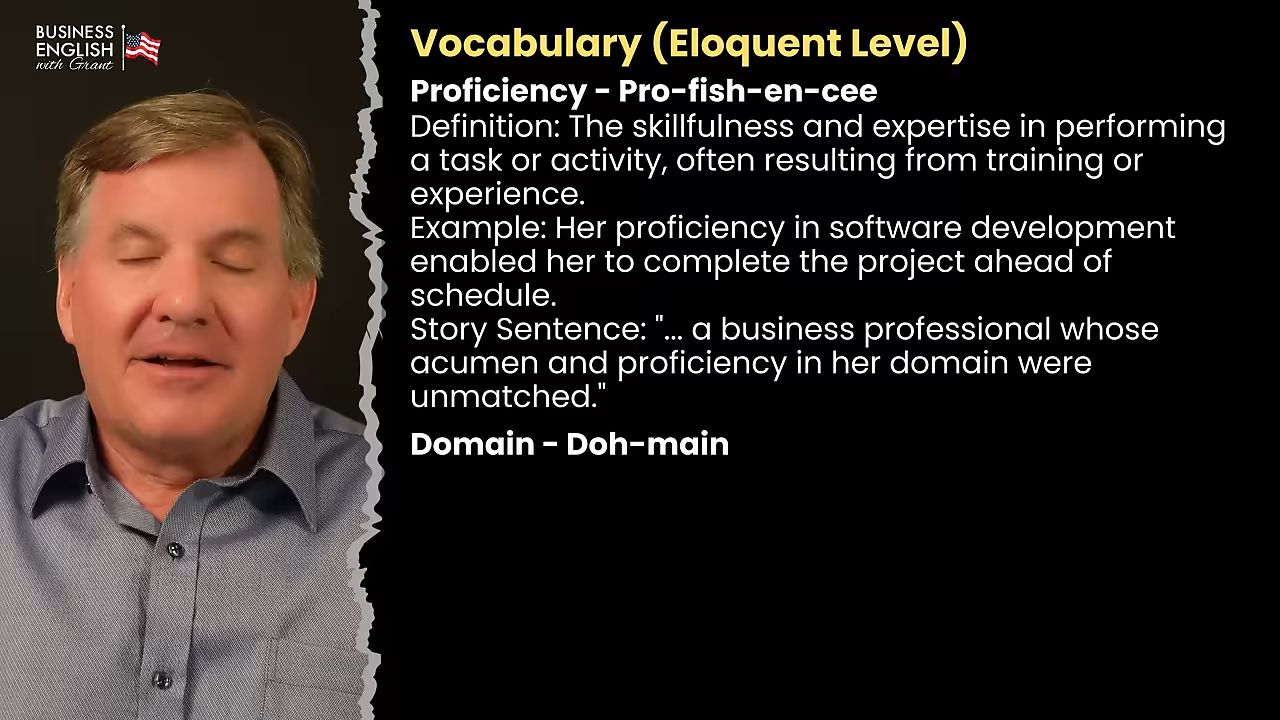 BUSINESS
ENGLISH
with Grant
Vocabulary (Eloquent Level)
Proficiency - Pro-fish-en-cee
Definition: The skillfulness and expertise in performing
a task or activity, often resulting from training or
experience.
Example: Her proficiency in software development
enabled her to complete the project ahead of
schedule.
Story Sentence: "... a business professional whose
acumen and proficiency in her domain were
unmatched."
Domain - Doh-main